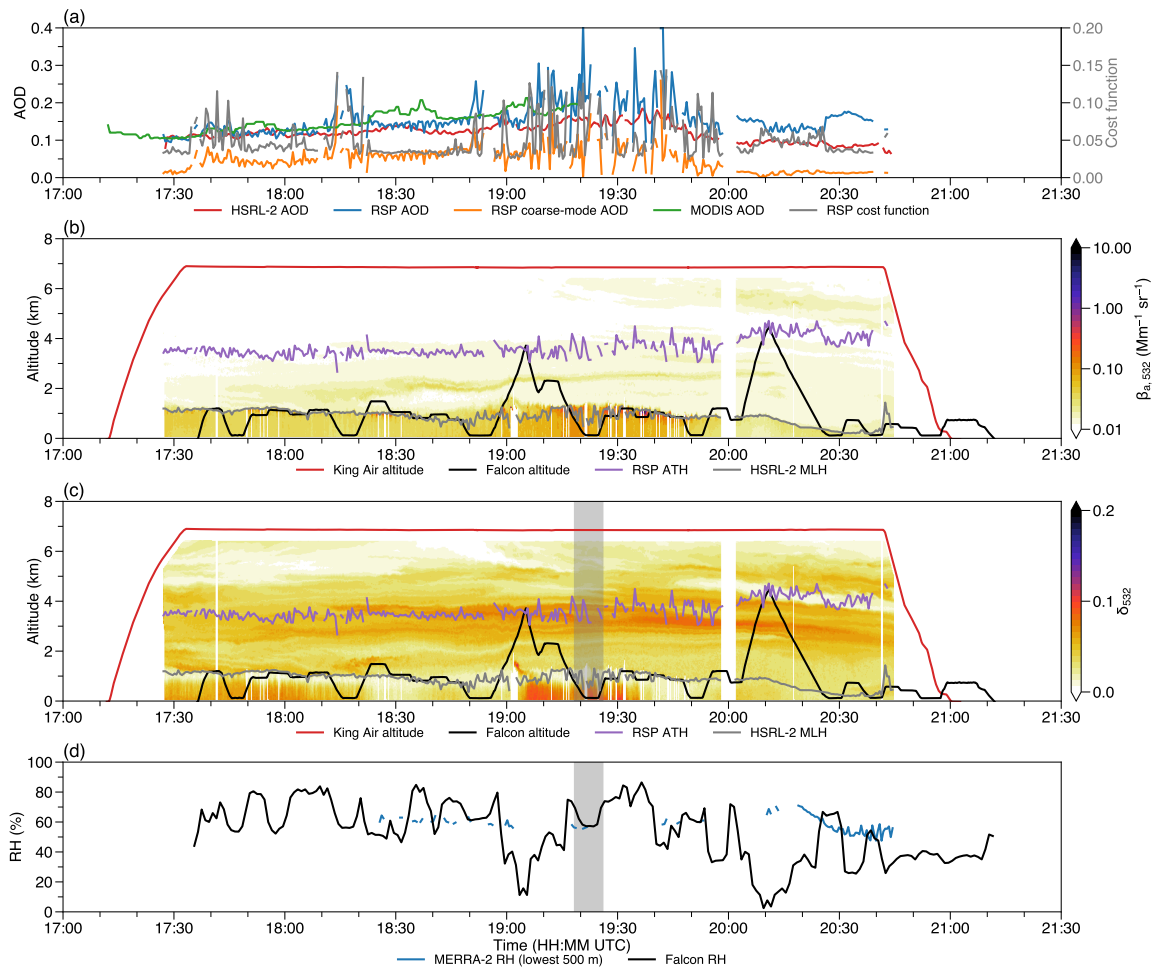 (a)
0.4
0.3
0.2
0.1
0.0
AOD
0.20
0.15
0.10
0.05
0.00
Cost function
17:00 17:30 18:00 18:30 19:00 19:30 20:00 20:30 21:00 21:30
HSRL-2 AOD RSP AOD RSP coarse-mode AOD MODIS AOD RSP cost function
(b)
8
6
4
2
0
Altitude (km)
10.00
1.00
0.10
0.01
βa,532 (Mm−1 sr−1)
17:00 17:30 18:00 18:30 19:00 19:30 20:00 20:30 21:00 21:30
King Air altitude Falcon altitude RSP ATH HSRL-2 MLH
(c)
8
6
4
2
0
Altitude (km)
0.2
0.1
0.0
δ532
17:00 17:30 18:00 18:30 19:00 19:30 20:00 20:30 21:00 21:30
King Air altitude Falcon altitude RSP ATH HSRL-2 MLH
(d)
100
80
60
40
20
0
RH (%)
17:00 17:30 18:00 18:30 19:00 19:30 20:00 20:30 21:00 21:30
Time (HH:MM UTC)
MERRA-2 RH (lowest 500 m) Falcon RH